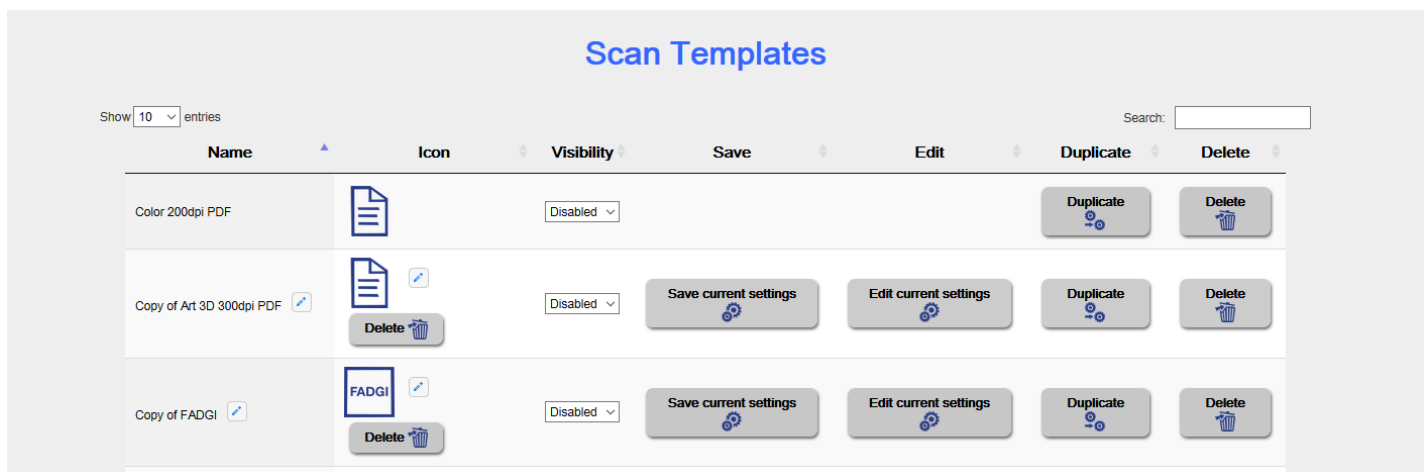 Scan Templates
Show 10 entries
Search:
Name Icon Visibility Save Edit Duplicate Delete
Color 200dpi PDF
Disabled
Duplicate
Delete
Copy of Art 3D 300dpi PDF
Delete
Disabled
Save current settings
Edit current settings
Duplicate
Delete
Copy of FADGI
FADGI
Delete
Disabled
Save current settings
Edit current settings
Duplicate
Delete